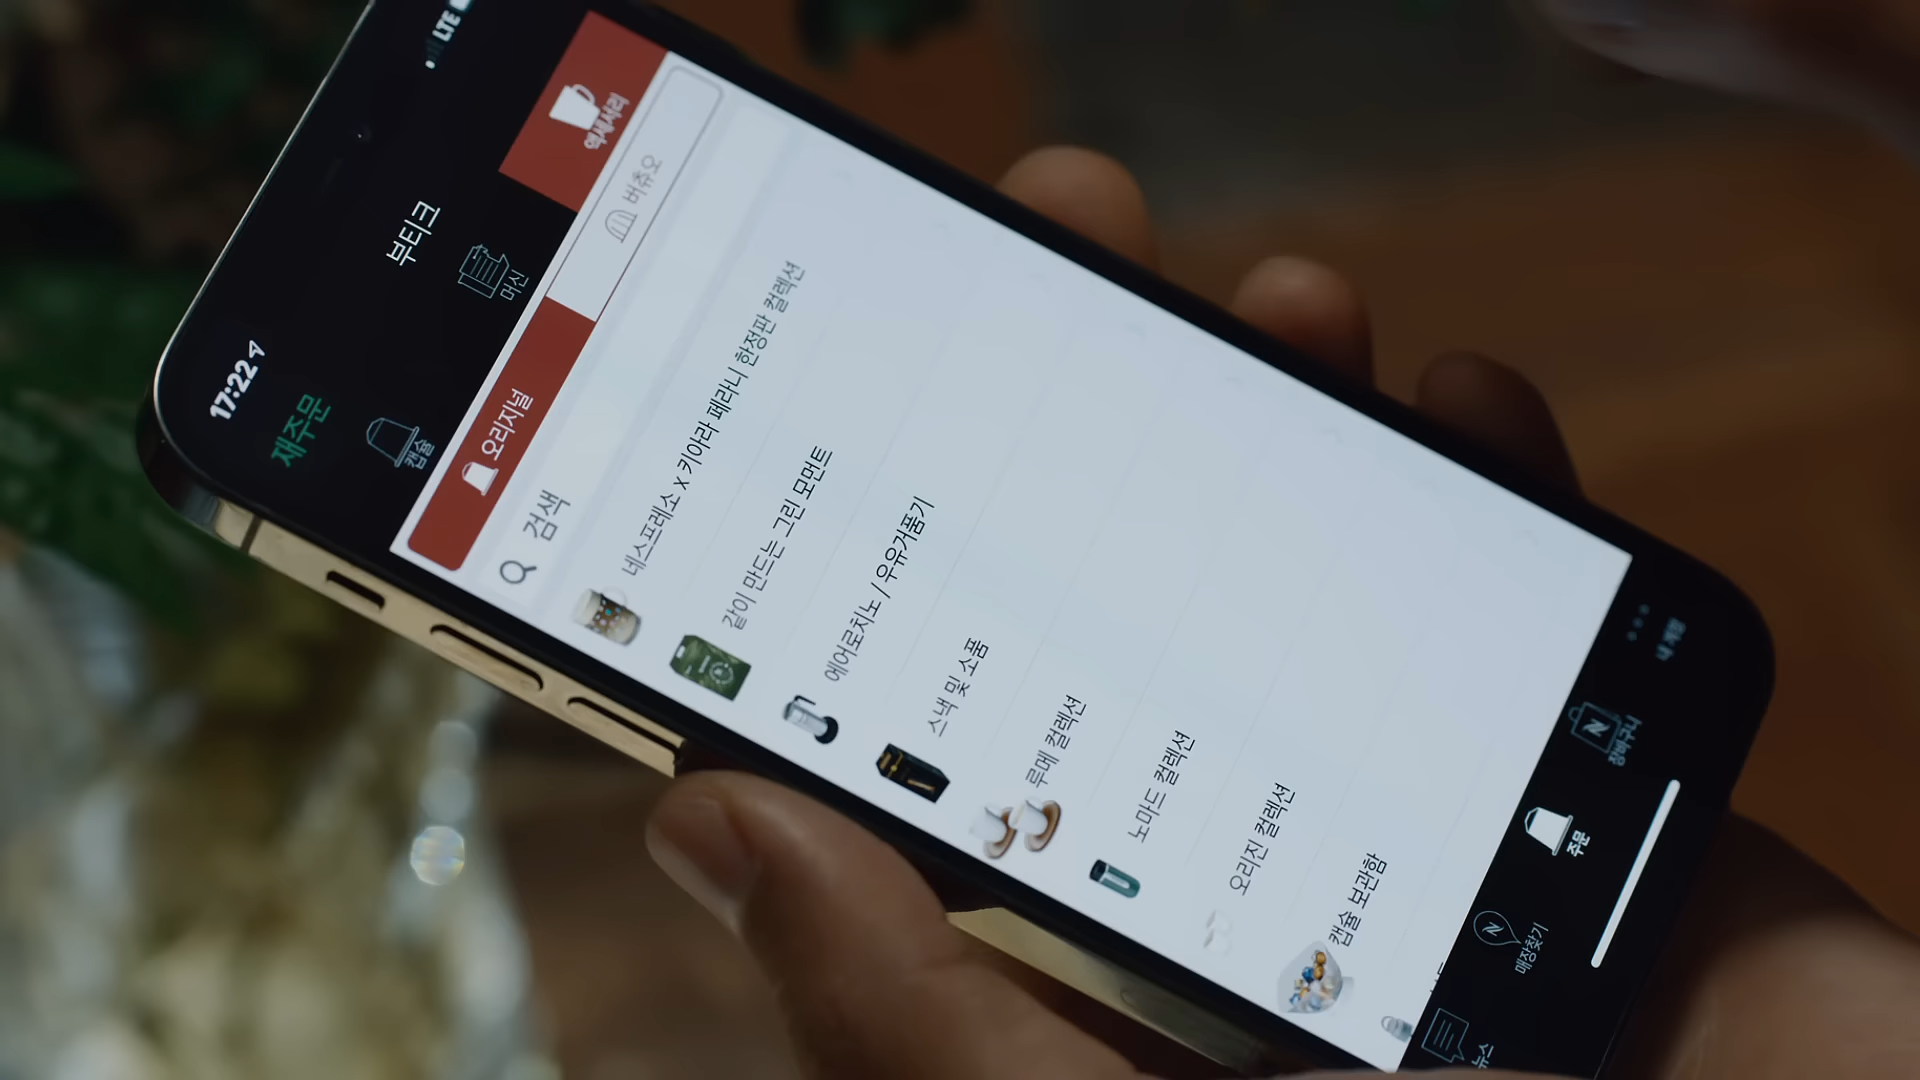 17:22
LTE
재주문
부티크
캡슐
머신
액세서리
오리지널
버츄오
검색
네스프레소 x 키아라 페라니 한정판 컬렉션
같이 만드는 그린 모먼트
에어로치노 / 우유거품기
스낵 및 소품
루메 컬렉션
노마드 컬렉션
오리진 컬렉션
캡슐 보관함
뉴스
매장찾기
주문
장바구니
내 계정